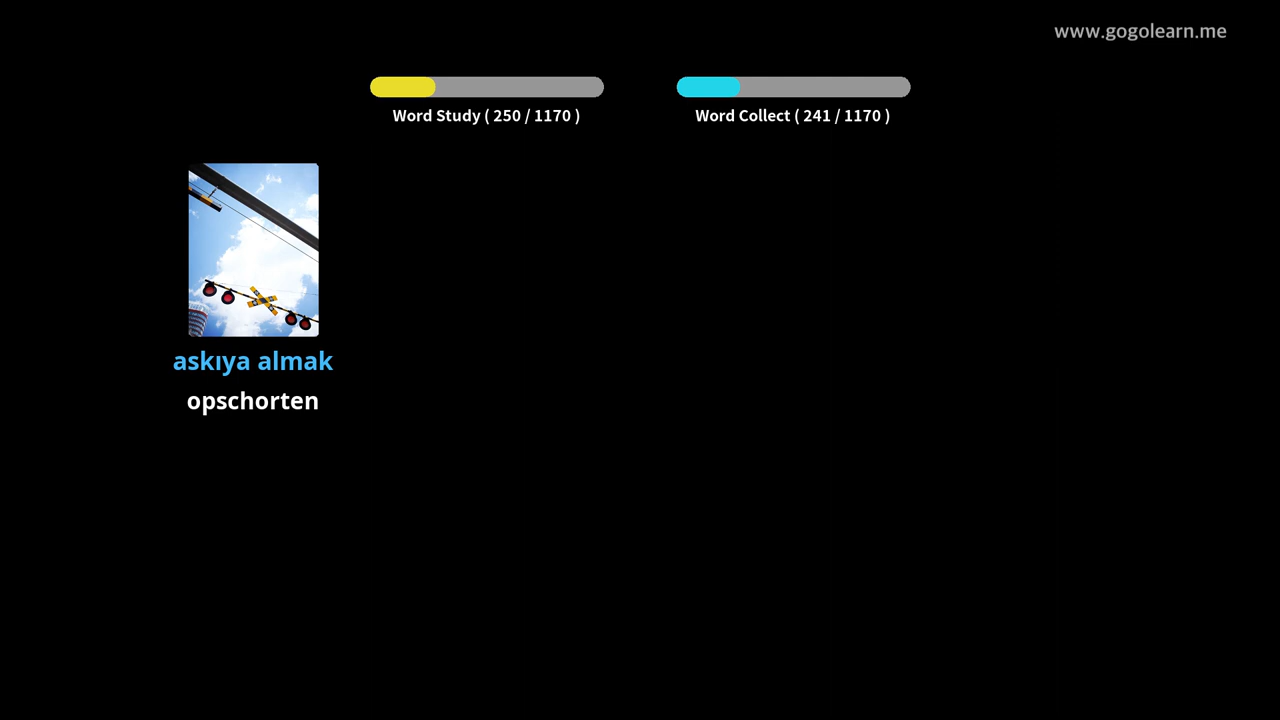 www.gogolearn.me
Word Study ( 250 / 1170 )
Word Collect ( 241 / 1170 )
askıya almak
opschorten